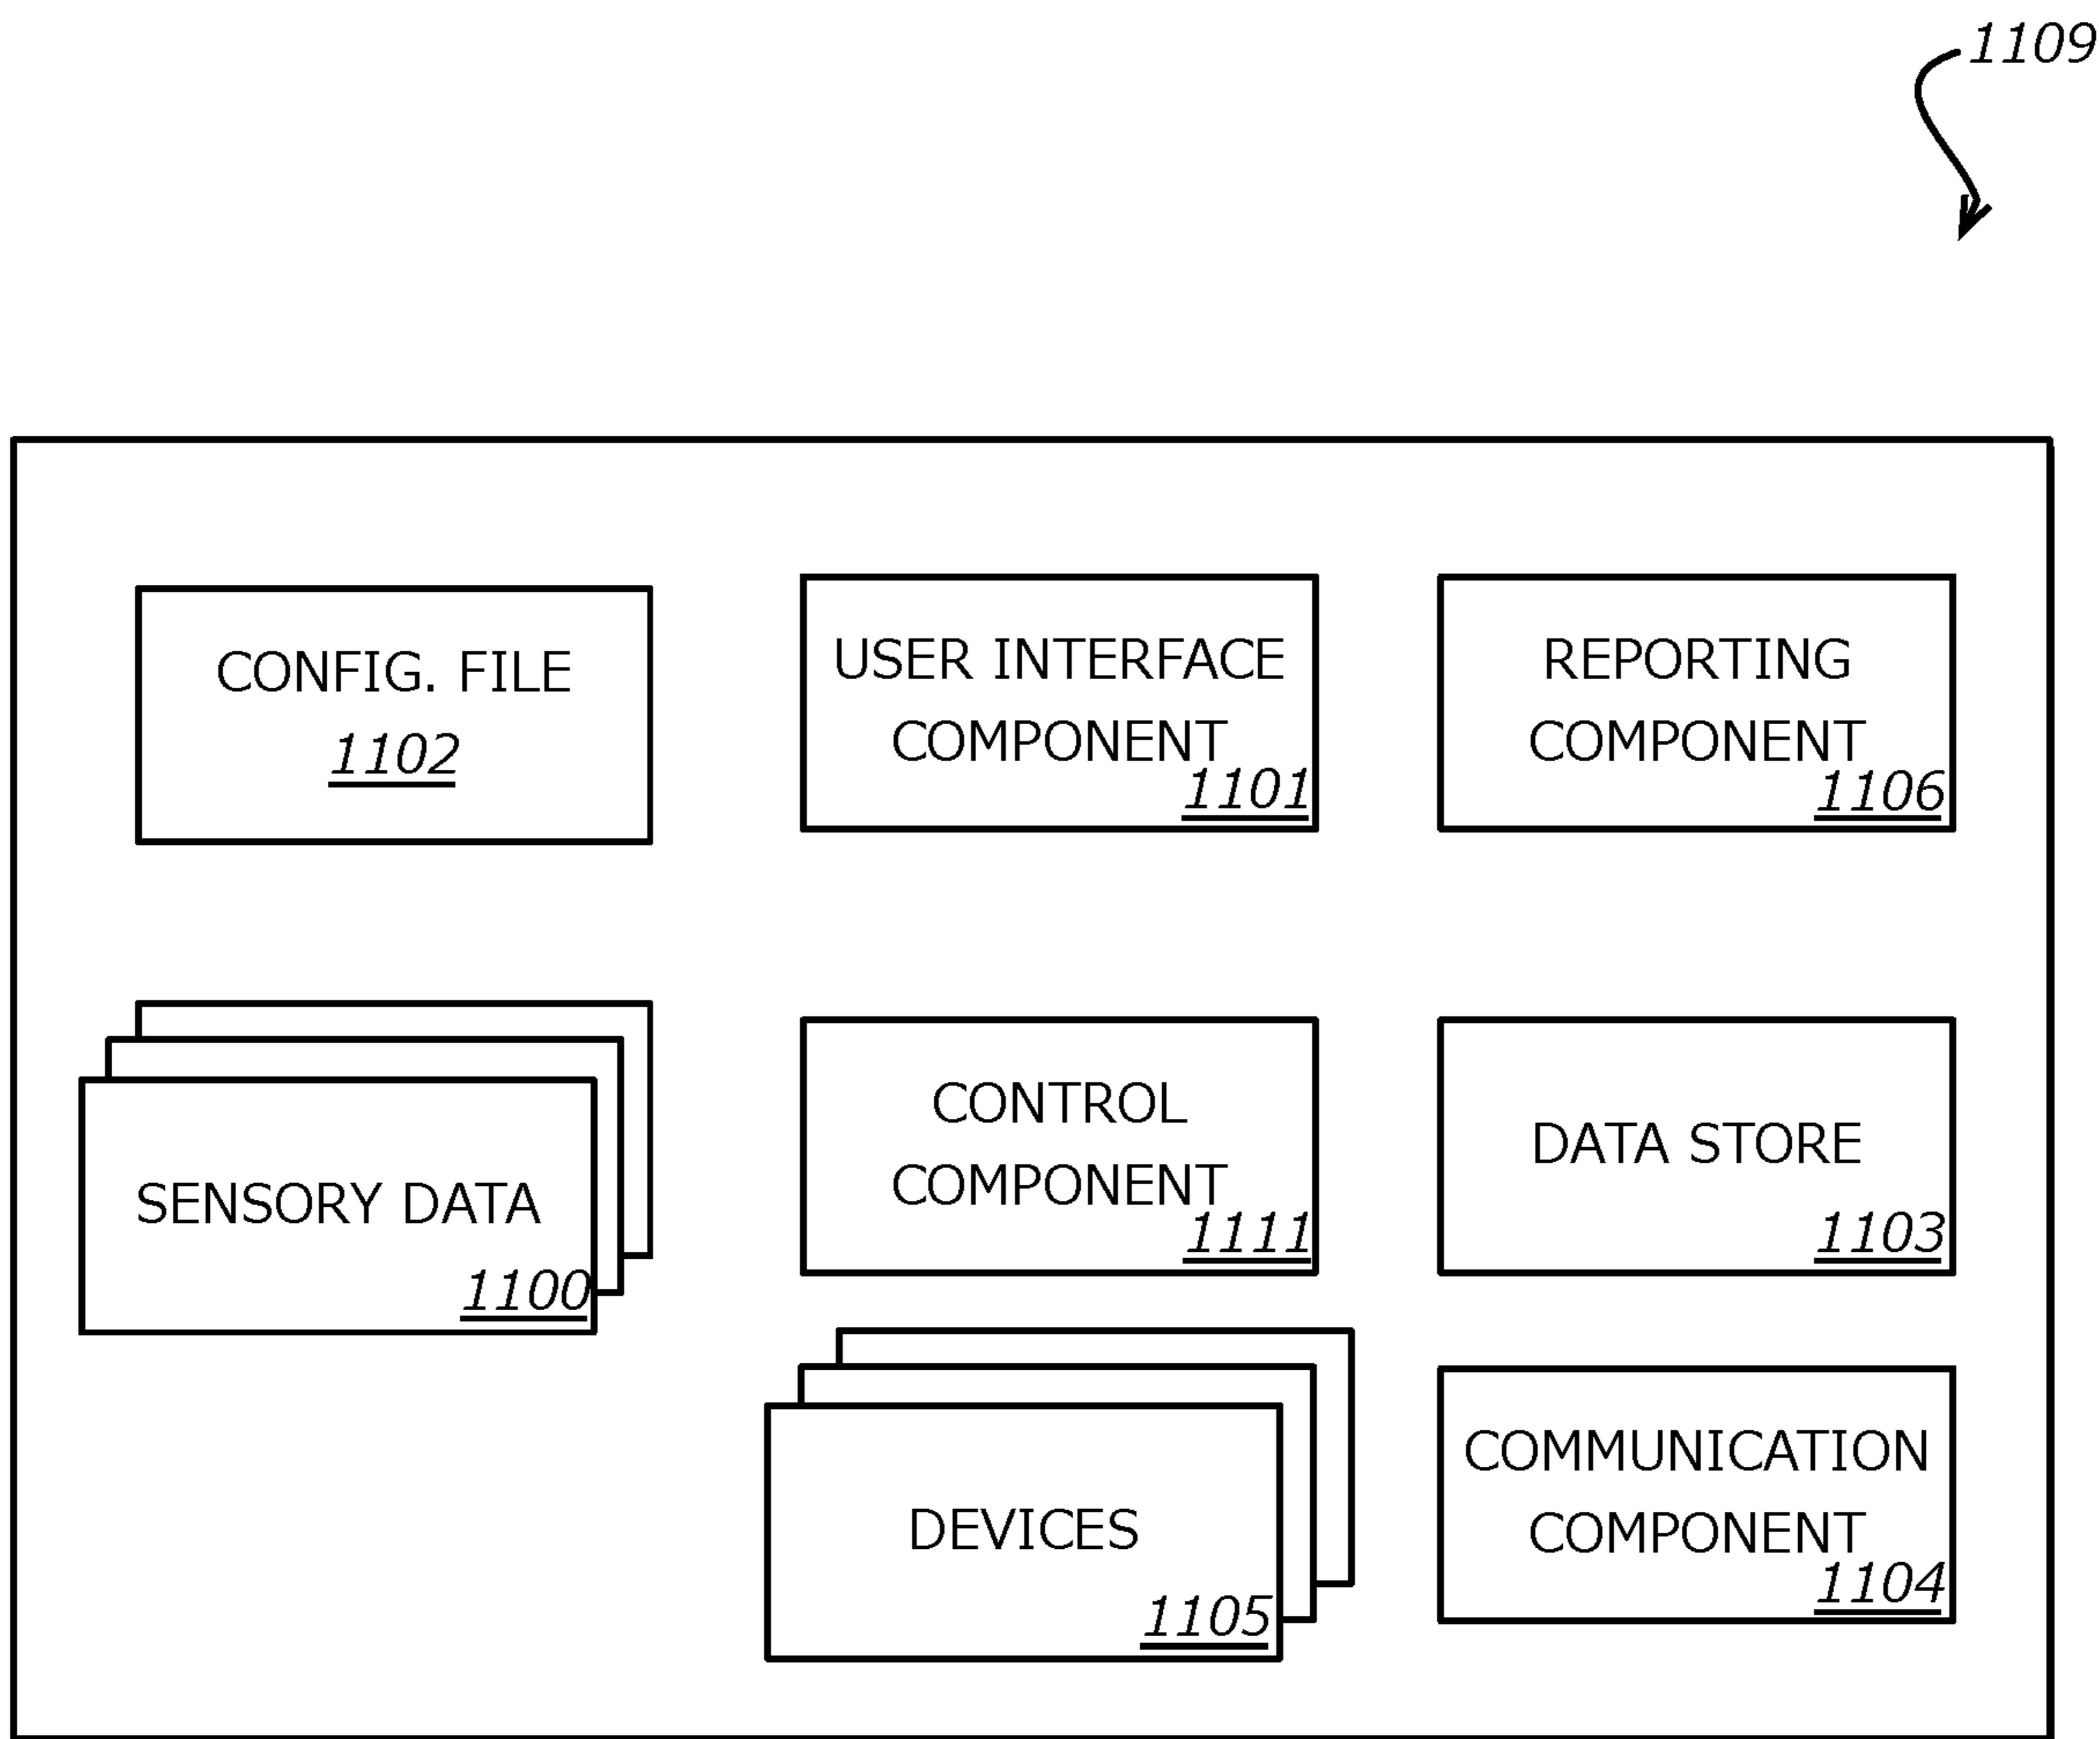 1109
CONFIG. FILE
1102
USER INTERFACE
COMPONENT
1101
REPORTING
COMPONENT
1106
SENSORY DATA
1100
CONTROL
COMPONENT
1111
DATA STORE
1103
DEVICES
1105
COMMUNICATION
COMPONENT
1104